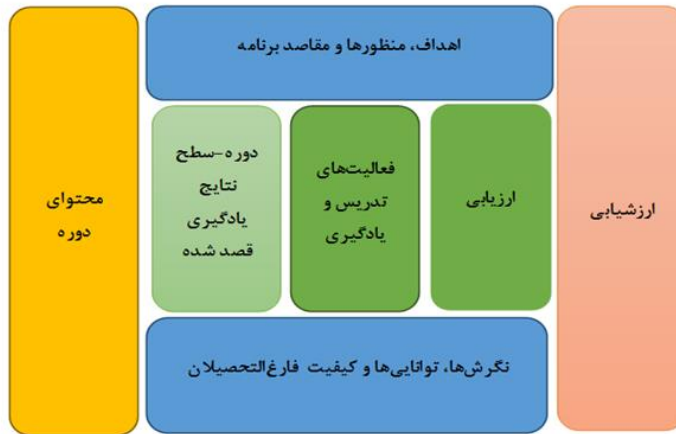 اهداف، منظورها و مقاصد برنامه
ارزشیابی
ارزیابی
فعالیت‌های
تدریس و
یادگیری
دوره-سطح
نتایج
یادگیری
قصد شده
محتوای
دوره
نگرش‌ها، توانایی‌ها و کیفیت فارغ‌التحصیلان